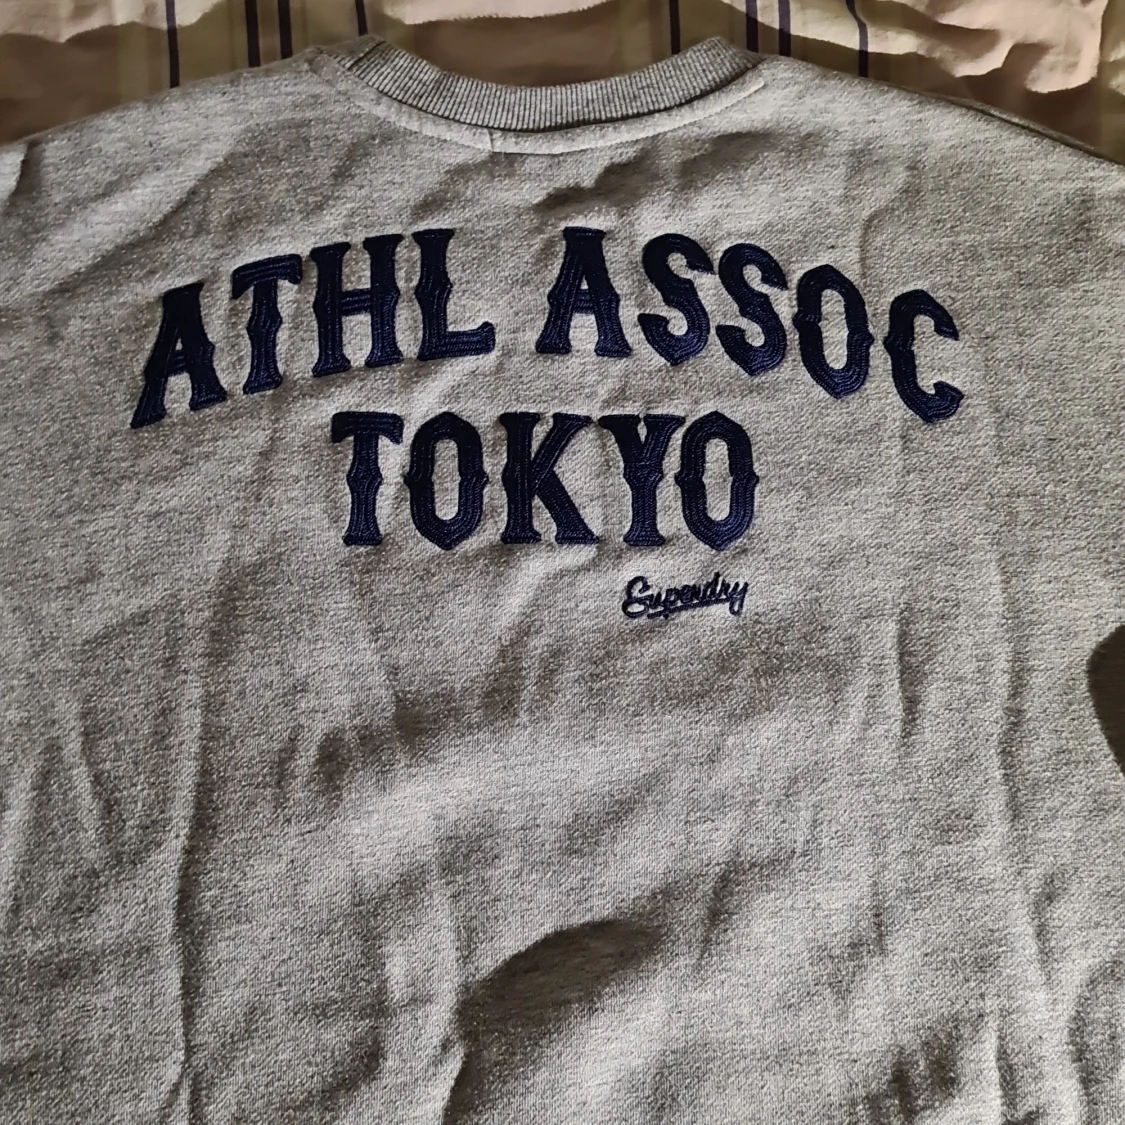 ATHL ASSOC
TOKYO
Superdry